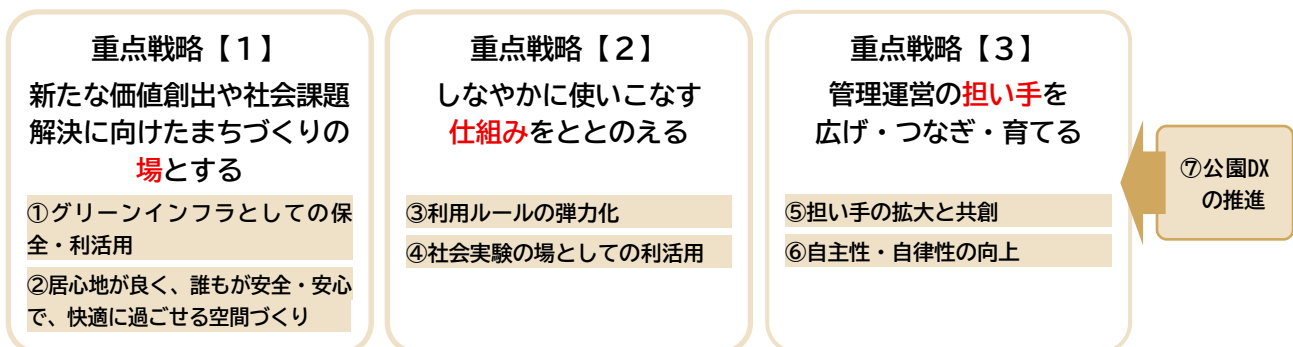 重点戦略【１】
新たな価値創出や社会課題
解決に向けたまちづくりの
場とする
①グリーンインフラとしての保
全・利活用
②居心地が良く、誰もが安全・安心
で、快適に過ごせる空間づくり
重点戦略【２】
しなやかに使いこなす
仕組みをととのえる
③利用ルールの弾力化
④社会実験の場としての利活用
重点戦略【３】
管理運営の担い手を
広げ・つなぎ・育てる
⑤担い手の拡大と共創
⑥自主性・自律性の向上
⑦公園DX
の推進